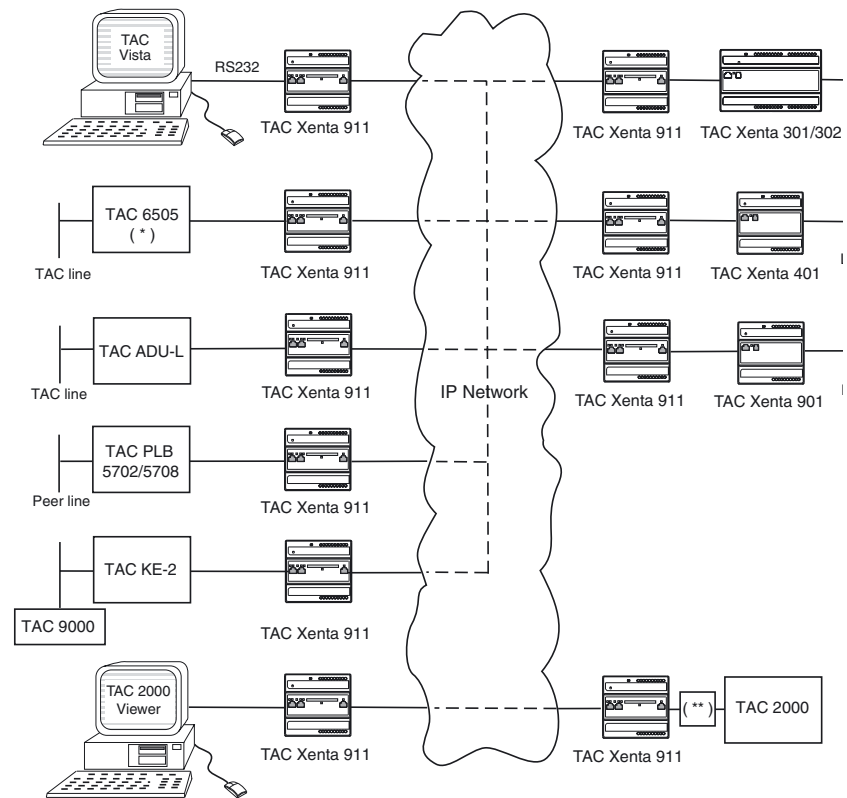 TAC
Vista
RS232
TAC Xenta 911
TAC Xenta 911
TAC Xenta 301/302
TAC 6505
( * )
TAC line
TAC Xenta 911
TAC Xenta 911
TAC Xenta 401
TAC ADU-L
TAC line
TAC Xenta 911
IP Network
TAC Xenta 911
TAC Xenta 901
TAC PLB
5702/5708
Peer line
TAC Xenta 911
TAC KE-2
TAC 9000
TAC Xenta 911
TAC 2000
Viewer
TAC Xenta 911
TAC Xenta 911
( ** )
TAC 2000